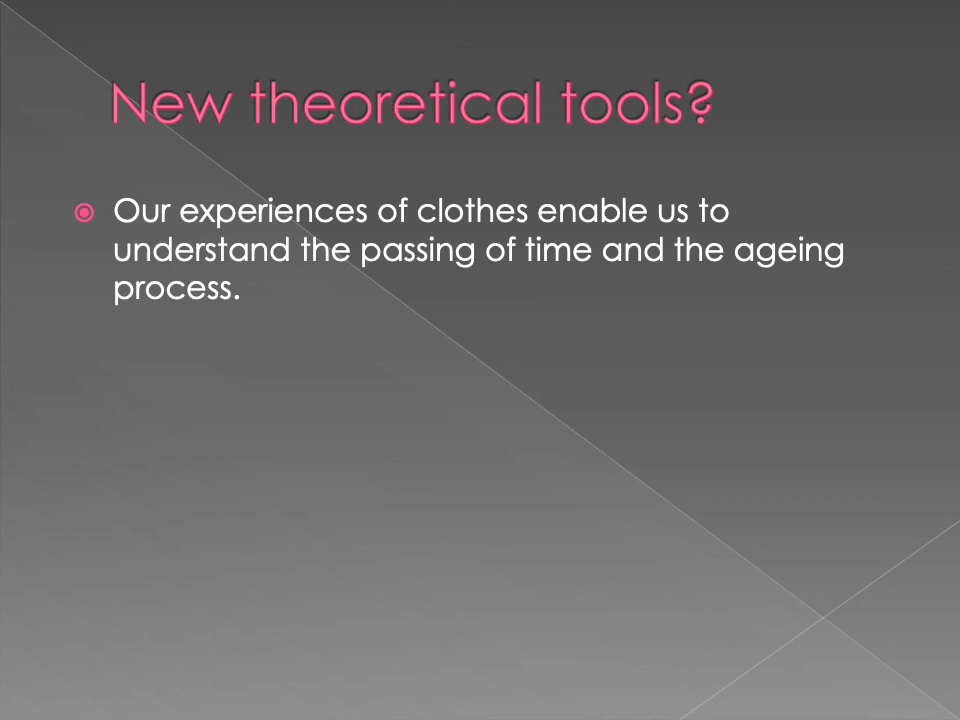 New theoretical tools?
Our experiences of clothes enable us to
understand the passing of time and the ageing
process.